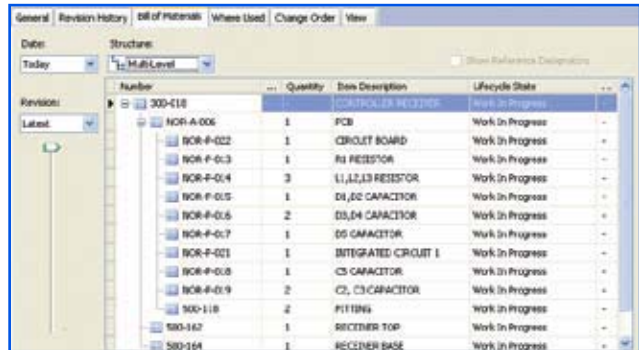 General Revision History Bill of Materials Where Used Change Order View
Date: Structure:
Today Multi-Level Show Reference Designators
Number ... Quantity Item Description Lifecycle State ..
Revision: 300-018 - CONTROLLER RECEIVER Work In Progress -
Latest NOR-A-006 1 PCB Work In Progress -
NOR-P-022 1 CIRCUIT BOARD Work In Progress -
NOR-P-013 1 R1 RESISTOR Work In Progress -
NOR-P-014 3 L1,L2,L3 RESISTOR Work In Progress -
NOR-P-015 1 D1,D2 CAPACITOR Work In Progress -
NOR-P-016 2 D3,D4 CAPACITOR Work In Progress -
NOR-P-017 1 D5 CAPACITOR Work In Progress -
NOR-P-021 1 INTEGRATED CIRCUIT 1 Work In Progress -
NOR-P-018 1 C5 CAPACITOR Work In Progress -
NOR-P-019 2 C2, C3 CAPACITOR Work In Progress -
500-118 2 FITTING Work In Progress -
500-162 1 RECEIVER TOP Work In Progress -
500-164 1 RECEIVER BASE Work In Progress -